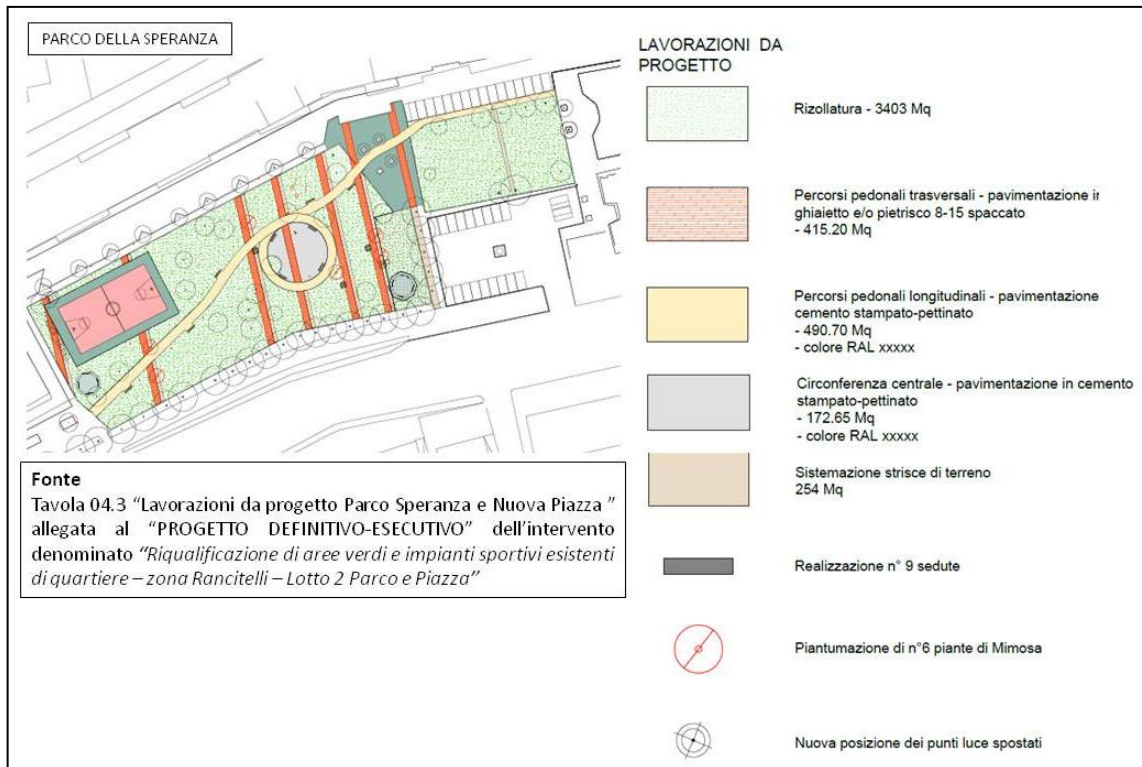 PARCO DELLA SPERANZA
LAVORAZIONI DA
PROGETTO
Rizollatura - 3403 Mq
Percorsi pedonali trasversali - pavimentazione ir
ghiaietto e/o pietrisco 8-15 spaccato
- 415.20 Mq
Percorsi pedonali longitudinali - pavimentazione
cemento stampato-pettinato
- 490.70 Mq
- colore RAL xxxxx
Circonferenza centrale - pavimentazione in cemento
stampato-pettinato
- 172.65 Mq
- colore RAL xxxxx
Sistemazione strisce di terreno
254 Mq
Realizzazione n° 9 sedute
Piantumazione di n°6 piante di Mimosa
Nuova posizione dei punti luce spostati
Fonte
Tavola 04.3 “Lavorazioni da progetto Parco Speranza e Nuova Piazza ”
allegata al “PROGETTO DEFINITIVO-ESECUTIVO” dell’intervento
denominato “Riqualificazione di aree verdi e impianti sportivi esistenti
di quartiere – zona Rancitelli – Lotto 2 Parco e Piazza”